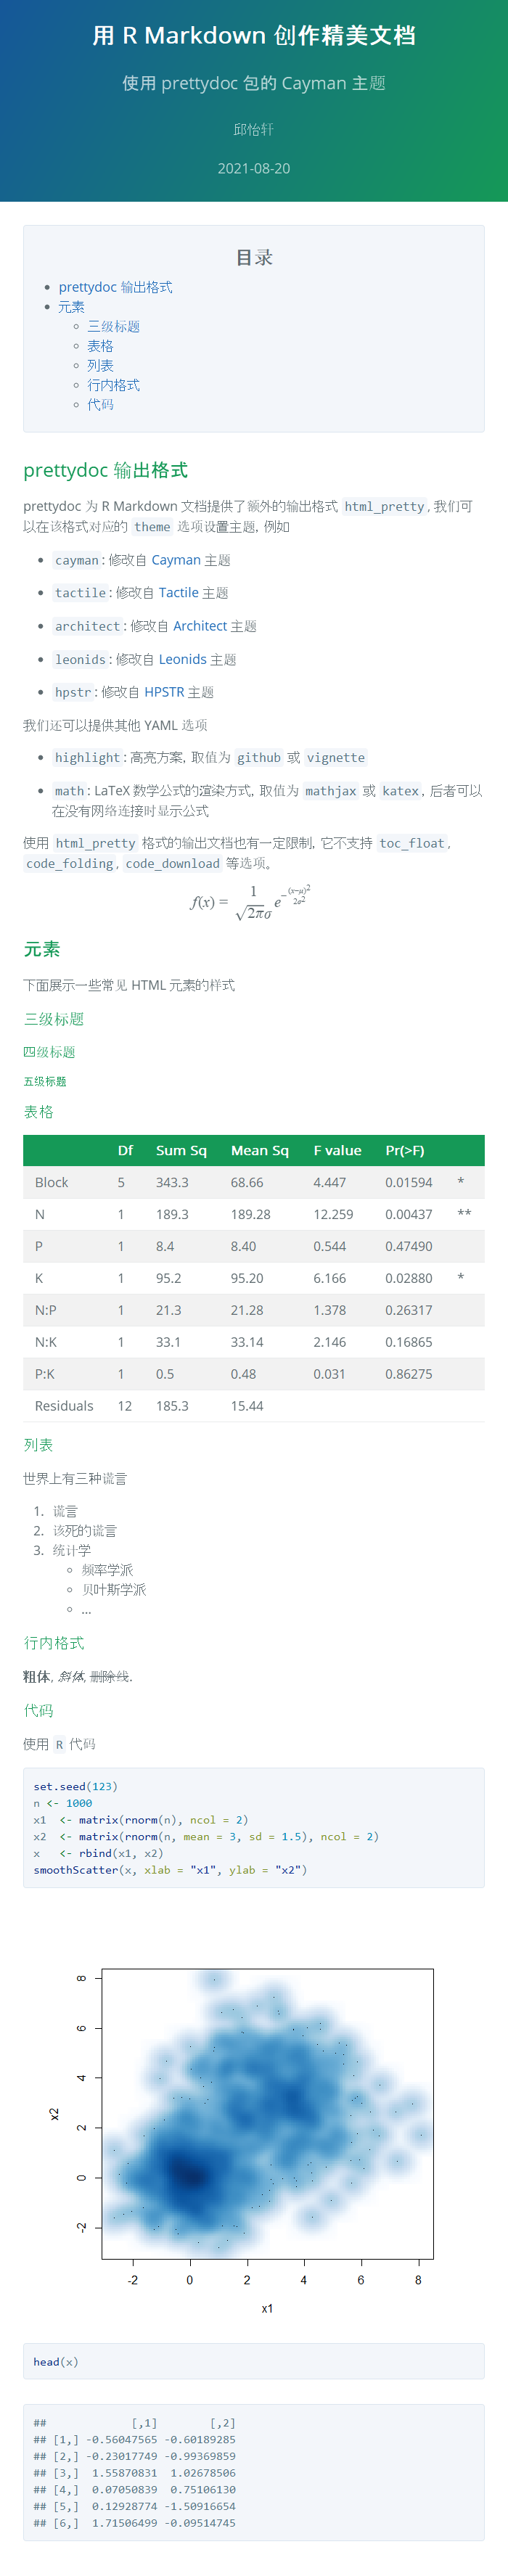 用 R Markdown 创作精美文档
使用 prettydoc 包的 Cayman 主题
邱怡轩
2021-08-20
目录
• prettydoc 输出格式
• 元素
◦ 三级标题
◦ 表格
◦ 列表
◦ 行内格式
◦ 代码
prettydoc 输出格式
prettydoc 为 R Markdown 文档提供了额外的输出格式 html_pretty, 我们可
以在该格式对应的 theme 选项设置主题, 例如
• cayman: 修改自 Cayman 主题
• tactile: 修改自 Tactile 主题
• architect: 修改自 Architect 主题
• leonids: 修改自 Leonids 主题
• hpstr: 修改自 HPSTR 主题
我们还可以提供其他 YAML 选项
• highlight: 高亮方案, 取值为 github 或 vignette
• math: LaTeX 数学公式的渲染方式, 取值为 mathjax 或 katex, 后者可以
在没有网络连接时显示公式
使用 html_pretty 格式的输出文档也有一定限制, 它不支持 toc_float,
code_folding, code_download 等选项。
f(x) = 1/(√(2π)σ) e^(−(x−μ)²/(2σ²))
元素
下面展示一些常见 HTML 元素的样式
三级标题
四级标题
五级标题
表格
Df Sum Sq Mean Sq F value Pr(>F)
Block 5 343.3 68.66 4.447 0.01594 *
N 1 189.3 189.28 12.259 0.00437 **
P 1 8.4 8.40 0.544 0.47490
K 1 95.2 95.20 6.166 0.02880 *
N:P 1 21.3 21.28 1.378 0.26317
N:K 1 33.1 33.14 2.146 0.16865
P:K 1 0.5 0.48 0.031 0.86275
Residuals 12 185.3 15.44
列表
世界上有三种谎言
1. 谎言
2. 该死的谎言
3. 统计学
◦ 频率学派
◦ 贝叶斯学派
◦ ...
行内格式
粗体, 斜体, 删除线.
代码
使用 R 代码
set.seed(123)
n <- 1000
x1  <- matrix(rnorm(n), ncol = 2)
x2  <- matrix(rnorm(n, mean = 3, sd = 1.5), ncol = 2)
x   <- rbind(x1, x2)
smoothScatter(x, xlab = "x1", ylab = "x2")
8
6
4
2
0
-2
x2
-2 0 2 4 6 8
x1
head(x)
##             [,1]        [,2]
## [1,] -0.56047565 -0.60189285
## [2,] -0.23017749 -0.99369859
## [3,]  1.55870831  1.02678506
## [4,]  0.07050839  0.75106130
## [5,]  0.12928774 -1.50916654
## [6,]  1.71506499 -0.09514745